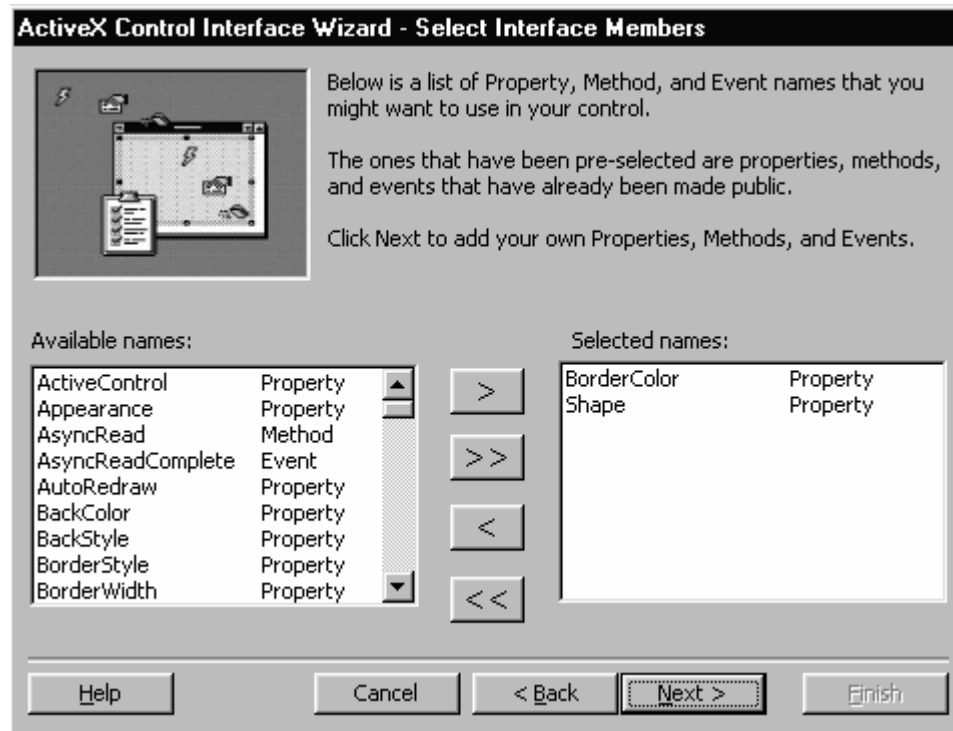 ActiveX Control Interface Wizard - Select Interface Members
Below is a list of Property, Method, and Event names that you
might want to use in your control.
The ones that have been pre-selected are properties, methods,
and events that have already been made public.
Click Next to add your own Properties, Methods, and Events.
Available names:
ActiveControl Property
Appearance Property
AsyncRead Method
AsyncReadComplete Event
AutoRedraw Property
BackColor Property
BackStyle Property
BorderStyle Property
BorderWidth Property
>
>>
<
<<
Selected names:
BorderColor Property
Shape Property
Help Cancel < Back Next > Finish